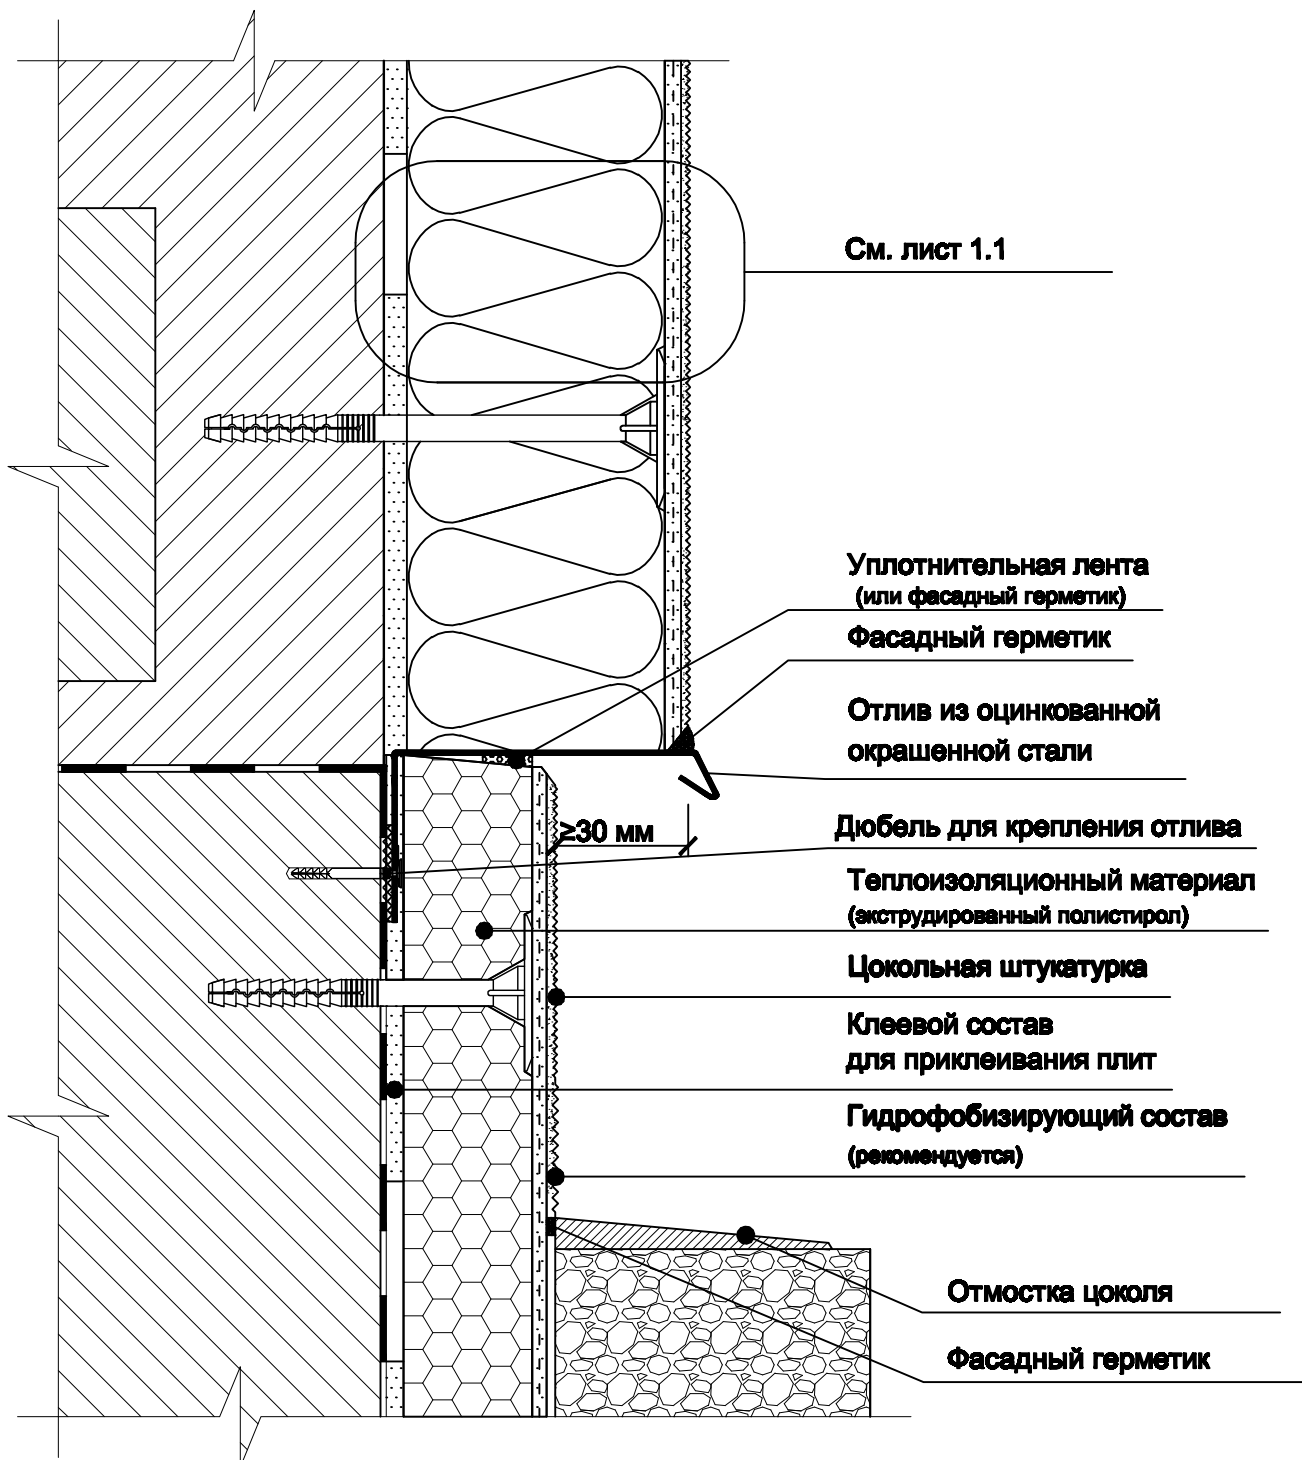 См. лист 1.1
Уплотнительная лента
(или фасадный герметик)
Фасадный герметик
Отлив из оцинкованной
окрашенной стали
≥30 мм
Дюбель для крепления отлива
Теплоизоляционный материал
(экструдированный полистирол)
Цокольная штукатурка
Клеевой состав
для приклеивания плит
Гидрофобизирующий состав
(рекомендуется)
Отмостка цоколя
Фасадный герметик